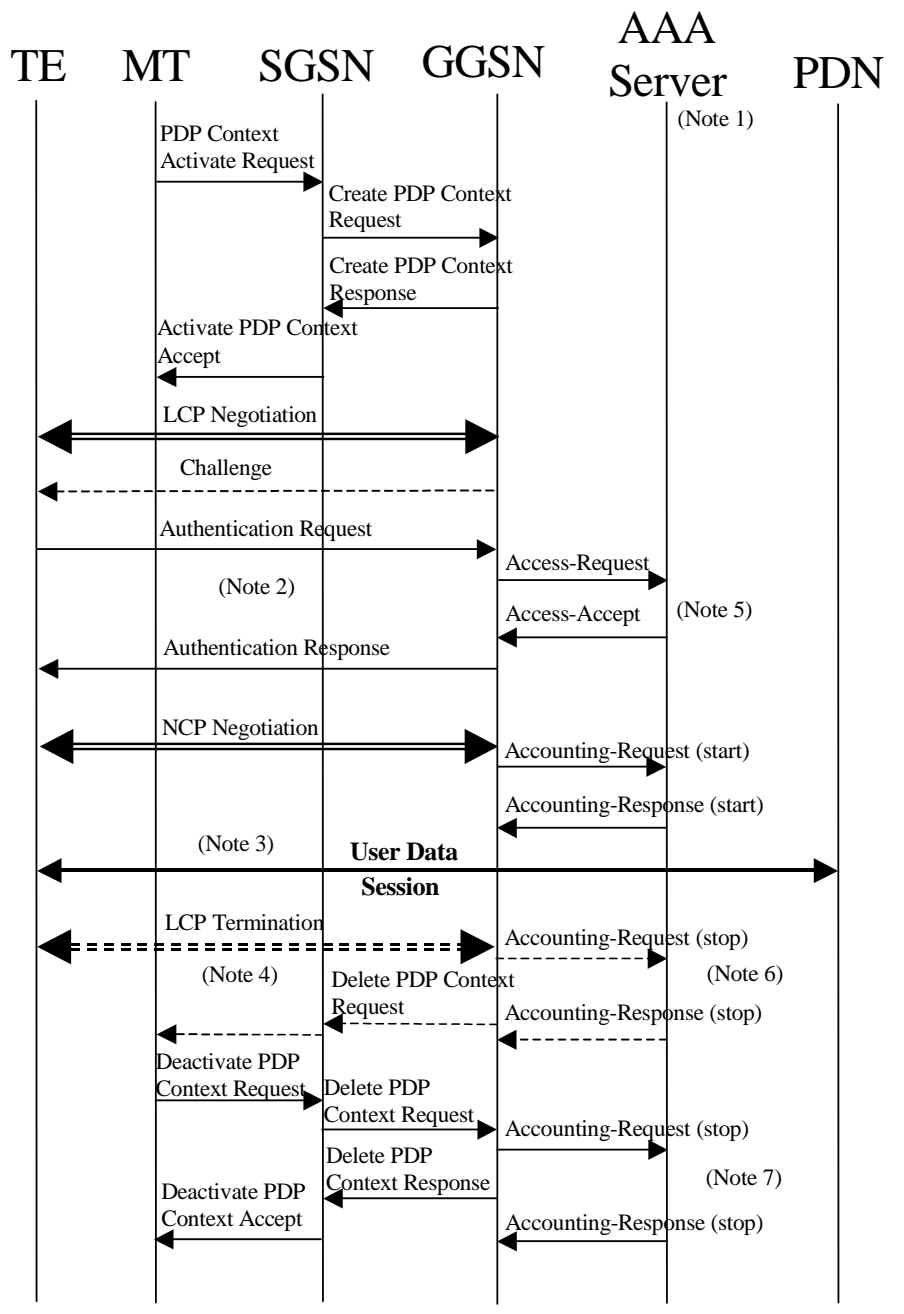 TE
MT
SGSN
GGSN
AAA
Server
PDN
(Note 1)
PDP Context
Activate Request
Create PDP Context
Request
Create PDP Context
Response
Activate PDP Context
Accept
LCP Negotiation
Challenge
Authentication Request
Access-Request
(Note 2)
Access-Accept
(Note 5)
Authentication Response
NCP Negotiation
Accounting-Request (start)
Accounting-Response (start)
(Note 3)
User Data
Session
LCP Termination
Accounting-Request (stop)
(Note 4)
(Note 6)
Delete PDP Context
Request
Accounting-Response (stop)
Deactivate PDP
Context Request
Delete PDP
Context Request
Accounting-Request (stop)
Delete PDP
Context Response
(Note 7)
Deactivate PDP
Context Accept
Accounting-Response (stop)